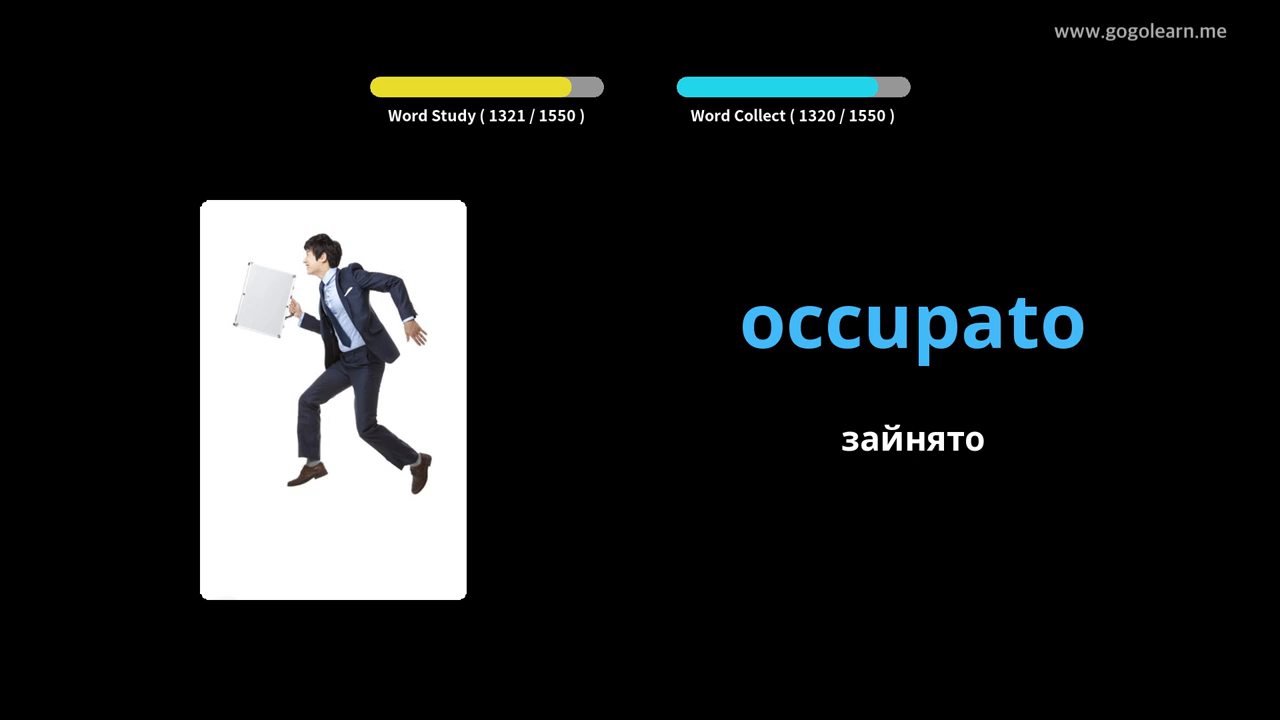 www.gogolearn.me
Word Study ( 1321 / 1550 )
Word Collect ( 1320 / 1550 )
occupato
зайнято